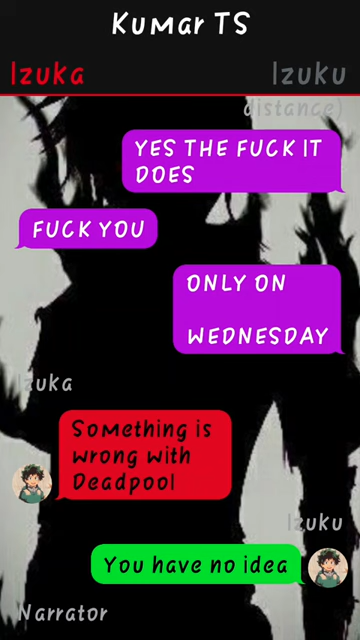 Kumar TS
Izuka
Izuku
distance)
YES THE FUCK IT
DOES
FUCK YOU
ONLY ON
WEDNESDAY
Izuka
Something is
wrong with
Deadpool
Izuku
You have no idea
Narrator